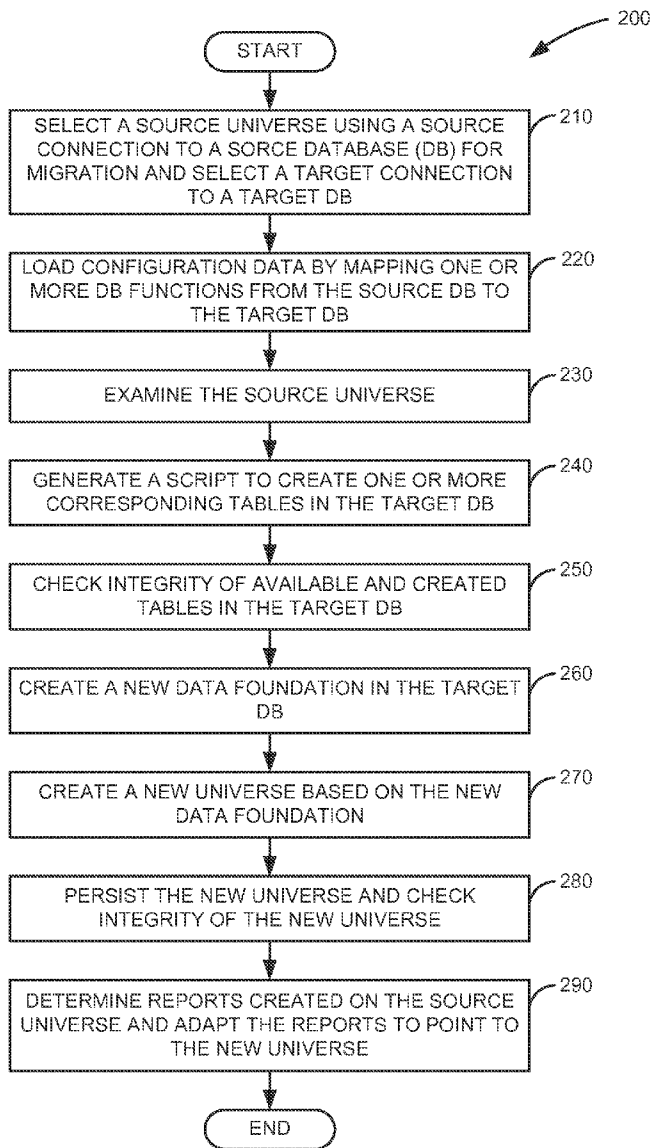 200
START
210
SELECT A SOURCE UNIVERSE USING A SOURCE
CONNECTION TO A SORCE DATABASE (DB) FOR
MIGRATION AND SELECT A TARGET CONNECTION
TO A TARGET DB
220
LOAD CONFIGURATION DATA BY MAPPING ONE OR
MORE DB FUNCTIONS FROM THE SOURCE DB TO
THE TARGET DB
230
EXAMINE THE SOURCE UNIVERSE
240
GENERATE A SCRIPT TO CREATE ONE OR MORE
CORRESPONDING TABLES IN THE TARGET DB
250
CHECK INTEGRITY OF AVAILABLE AND CREATED
TABLES IN THE TARGET DB
260
CREATE A NEW DATA FOUNDATION IN THE TARGET
DB
270
CREATE A NEW UNIVERSE BASED ON THE NEW
DATA FOUNDATION
280
PERSIST THE NEW UNIVERSE AND CHECK
INTEGRITY OF THE NEW UNIVERSE
290
DETERMINE REPORTS CREATED ON THE SOURCE
UNIVERSE AND ADAPT THE REPORTS TO POINT TO
THE NEW UNIVERSE
END